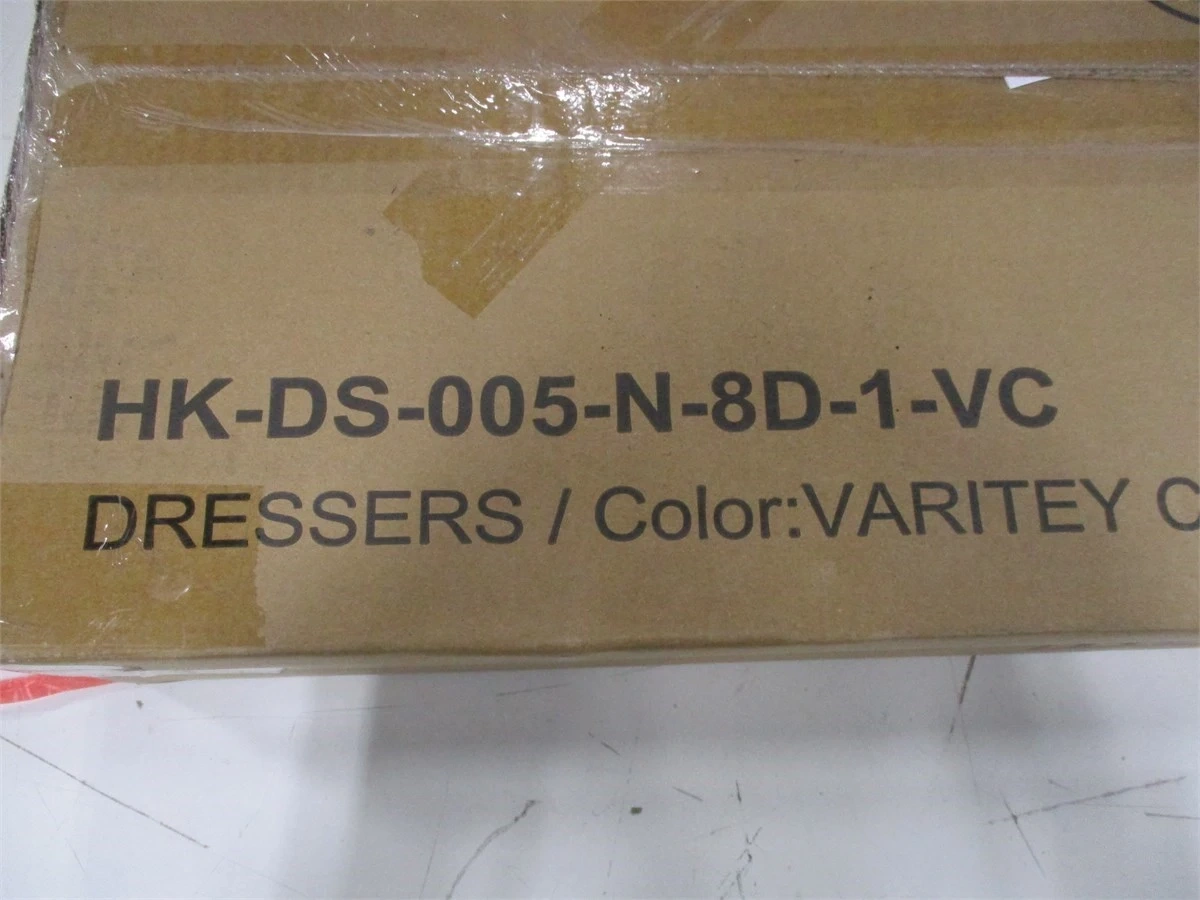 HK-DS-005-N-8D-1-VC
DRESSERS / Color:VARITEY C